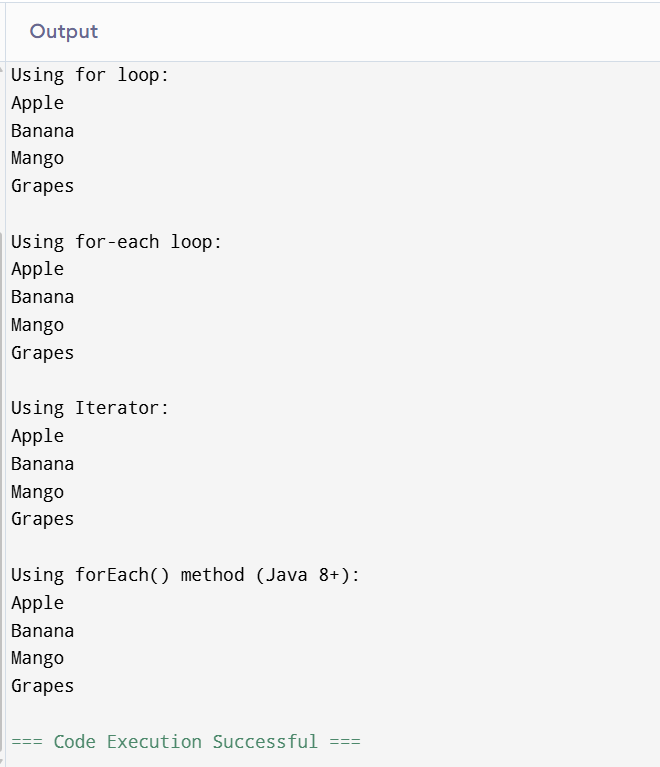 Output
Using for loop:
Apple
Banana
Mango
Grapes
Using for-each loop:
Apple
Banana
Mango
Grapes
Using Iterator:
Apple
Banana
Mango
Grapes
Using forEach() method (Java 8+):
Apple
Banana
Mango
Grapes
=== Code Execution Successful ===